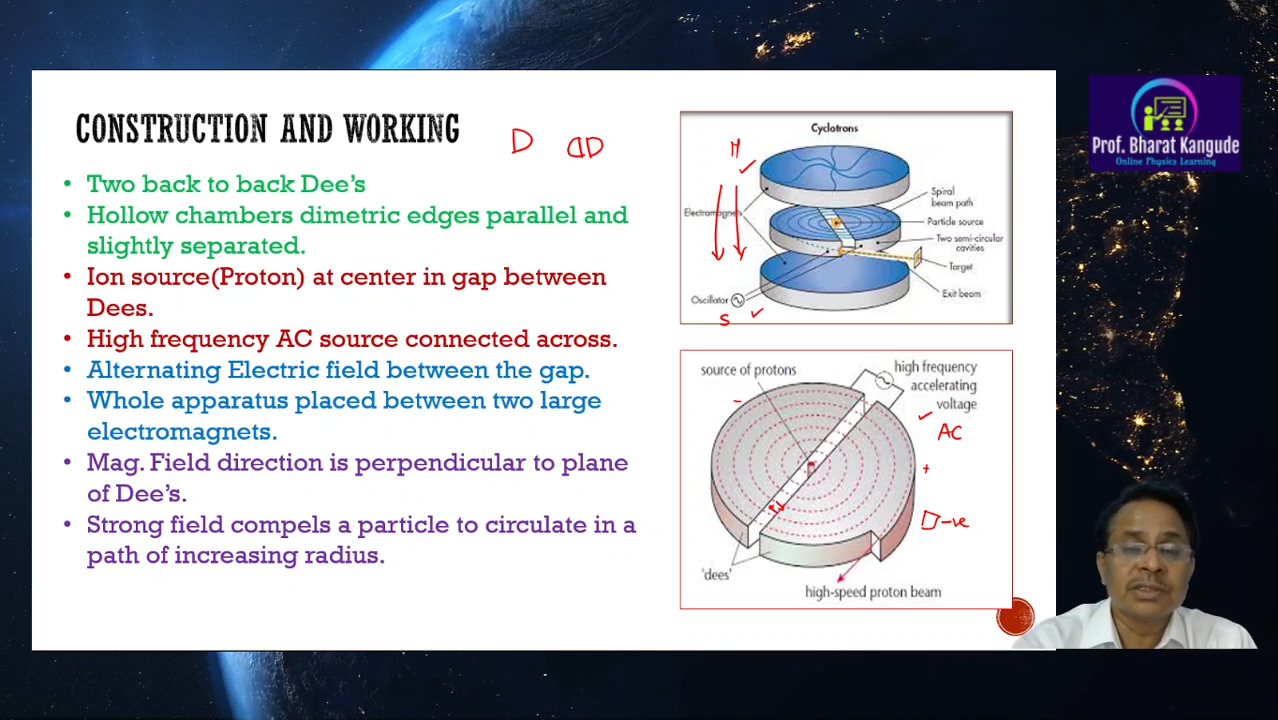 CONSTRUCTION AND WORKING
D
DD
• Two back to back Dee's
• Hollow chambers dimetric edges parallel and
slightly separated.
• Ion source(Proton) at center in gap between
Dees.
• High frequency AC source connected across.
• Alternating Electric field between the gap.
• Whole apparatus placed between two large
electromagnets.
• Mag. Field direction is perpendicular to plane
of Dee's.
• Strong field compels a particle to circulate in a
path of increasing radius.
Cyclotrons
N
Electromagnets
Spiral
beam path
Particle source
Two semi-circular
cavities
Target
Exit beam
Oscillator
S
source of protons
high frequency
accelerating
voltage
AC
-
+
D-ve
'dees'
high-speed proton beam
Prof. Bharat Kangude
Online Physics Learning